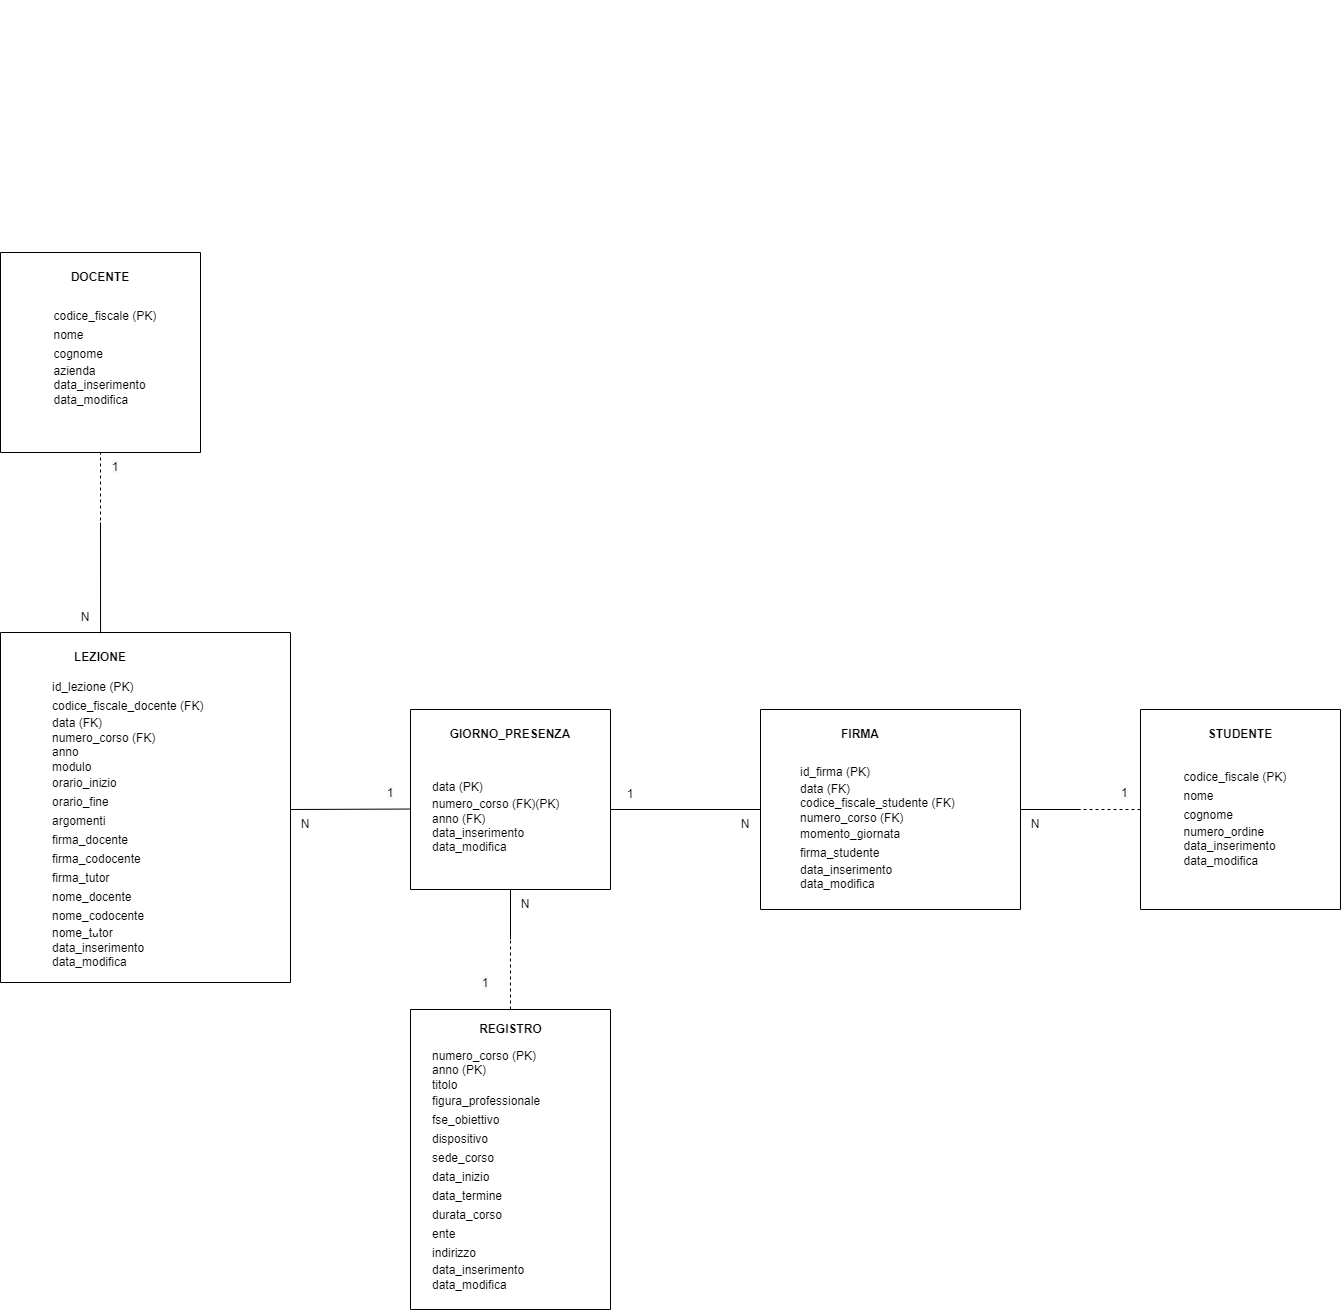 DOCENTE
codice_fiscale (PK)
nome
cognome
azienda
data_inserimento
data_modifica
1
N
LEZIONE
id_lezione (PK)
codice_fiscale_docente (FK)
data (FK)
numero_corso (FK)
anno
modulo
orario_inizio
orario_fine
argomenti
firma_docente
firma_codocente
firma_tutor
nome_docente
nome_codocente
nome_tutor
data_inserimento
data_modifica
1
N
GIORNO_PRESENZA
data (PK)
numero_corso (FK)(PK)
anno (FK)
data_inserimento
data_modifica
1
N
FIRMA
id_firma (PK)
data (FK)
codice_fiscale_studente (FK)
numero_corso (FK)
momento_giornata
firma_studente
data_inserimento
data_modifica
1
N
STUDENTE
codice_fiscale (PK)
nome
cognome
numero_ordine
data_inserimento
data_modifica
N
1
REGISTRO
numero_corso (PK)
anno (PK)
titolo
figura_professionale
fse_obiettivo
dispositivo
sede_corso
data_inizio
data_termine
durata_corso
ente
indirizzo
data_inserimento
data_modifica